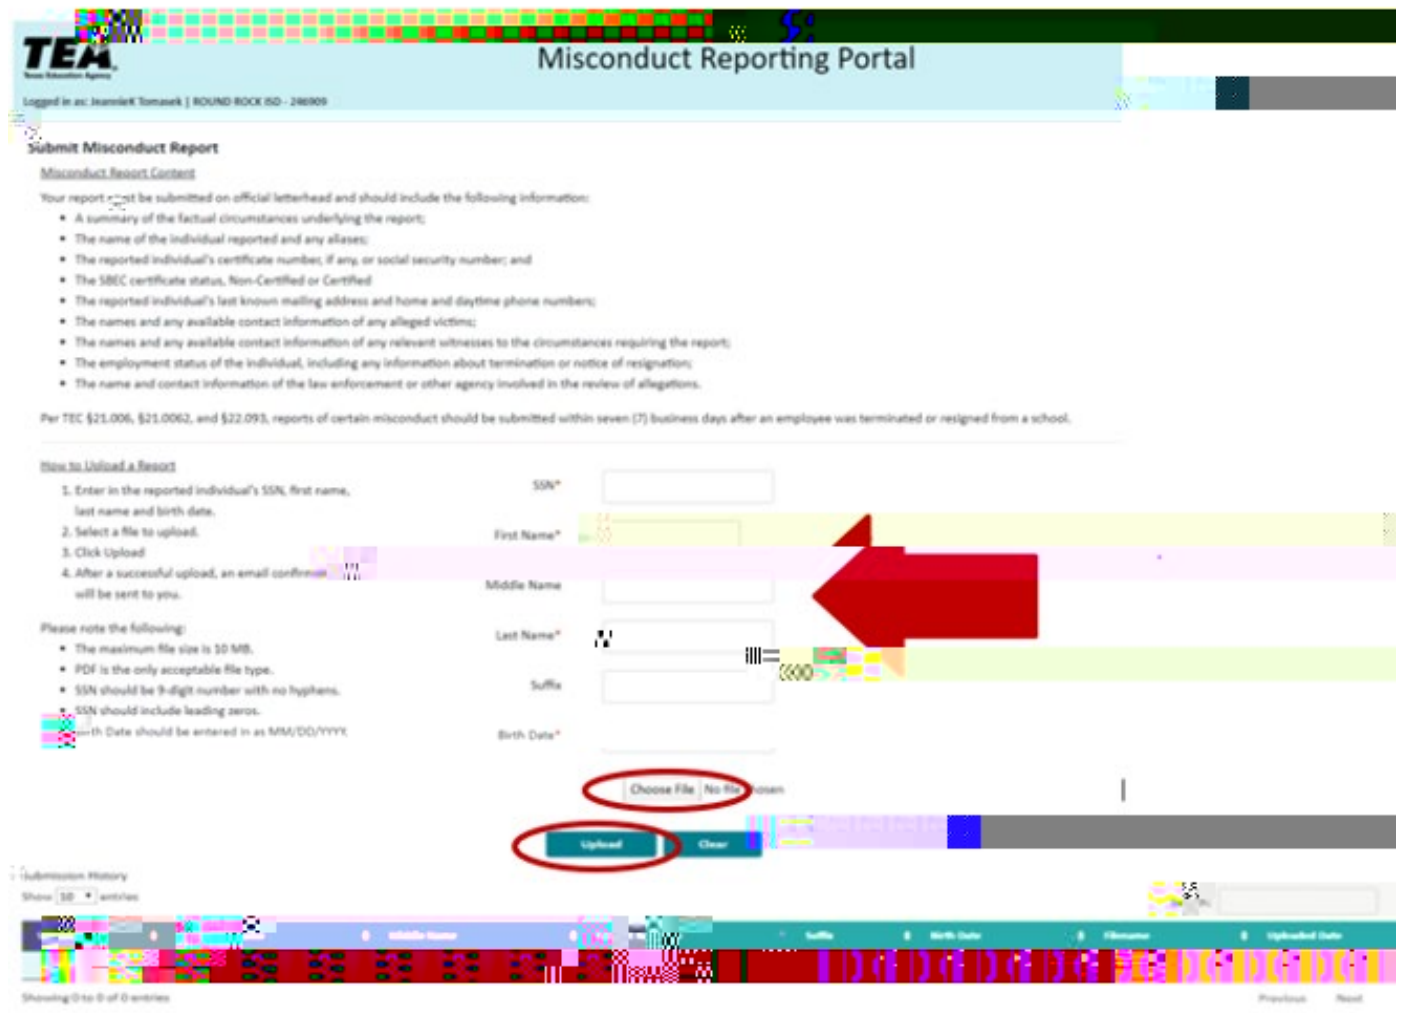 TEA
Texas Education Agency
Misconduct Reporting Portal
Logged in as: JeannieK Tomasek | ROUND ROCK ISD - 246909
Submit Misconduct Report
Misconduct Report Content
Your report must be submitted on official letterhead and should include the following information:
• A summary of the factual circumstances underlying the report;
• The name of the individual reported and any aliases;
• The reported individual's certificate number, if any, or social security number; and
• The SBEC certificate status, Non-Certified or Certified
• The reported individual's last known mailing address and home and daytime phone numbers;
• The names and any available contact information of any alleged victims;
• The names and any available contact information of any relevant witnesses to the circumstances requiring the report;
• The employment status of the individual, including any information about termination or notice of resignation;
• The name and contact information of the law enforcement or other agency involved in the review of allegations.
Per TEC §21.006, §21.0062, and §22.093, reports of certain misconduct should be submitted within seven (7) business days after an employee was terminated or resigned from a school.
How to Upload a Report
1. Enter in the reported individual's SSN, first name,
last name and birth date.
2. Select a file to upload.
3. Click Upload
4. After a successful upload, an email
will be sent to you.
Please note the following:
• The maximum file size is 10 MB.
• PDF is the only acceptable file type.
• SSN should be 9-digit number with no hyphens.
• SSN should include leading zeros.
Date should be entered in as MM/DD/YYYY.
SSN*
First Name*
Middle Name
Last Name*
Suffix
Birth Date*
Choose File No file chosen
Upload Clear
Submission History
Show 10 entries
Middle Name Suffix Birth Date Filename Uploaded Date
Showing 0 to 0 of 0 entries
Previous Next